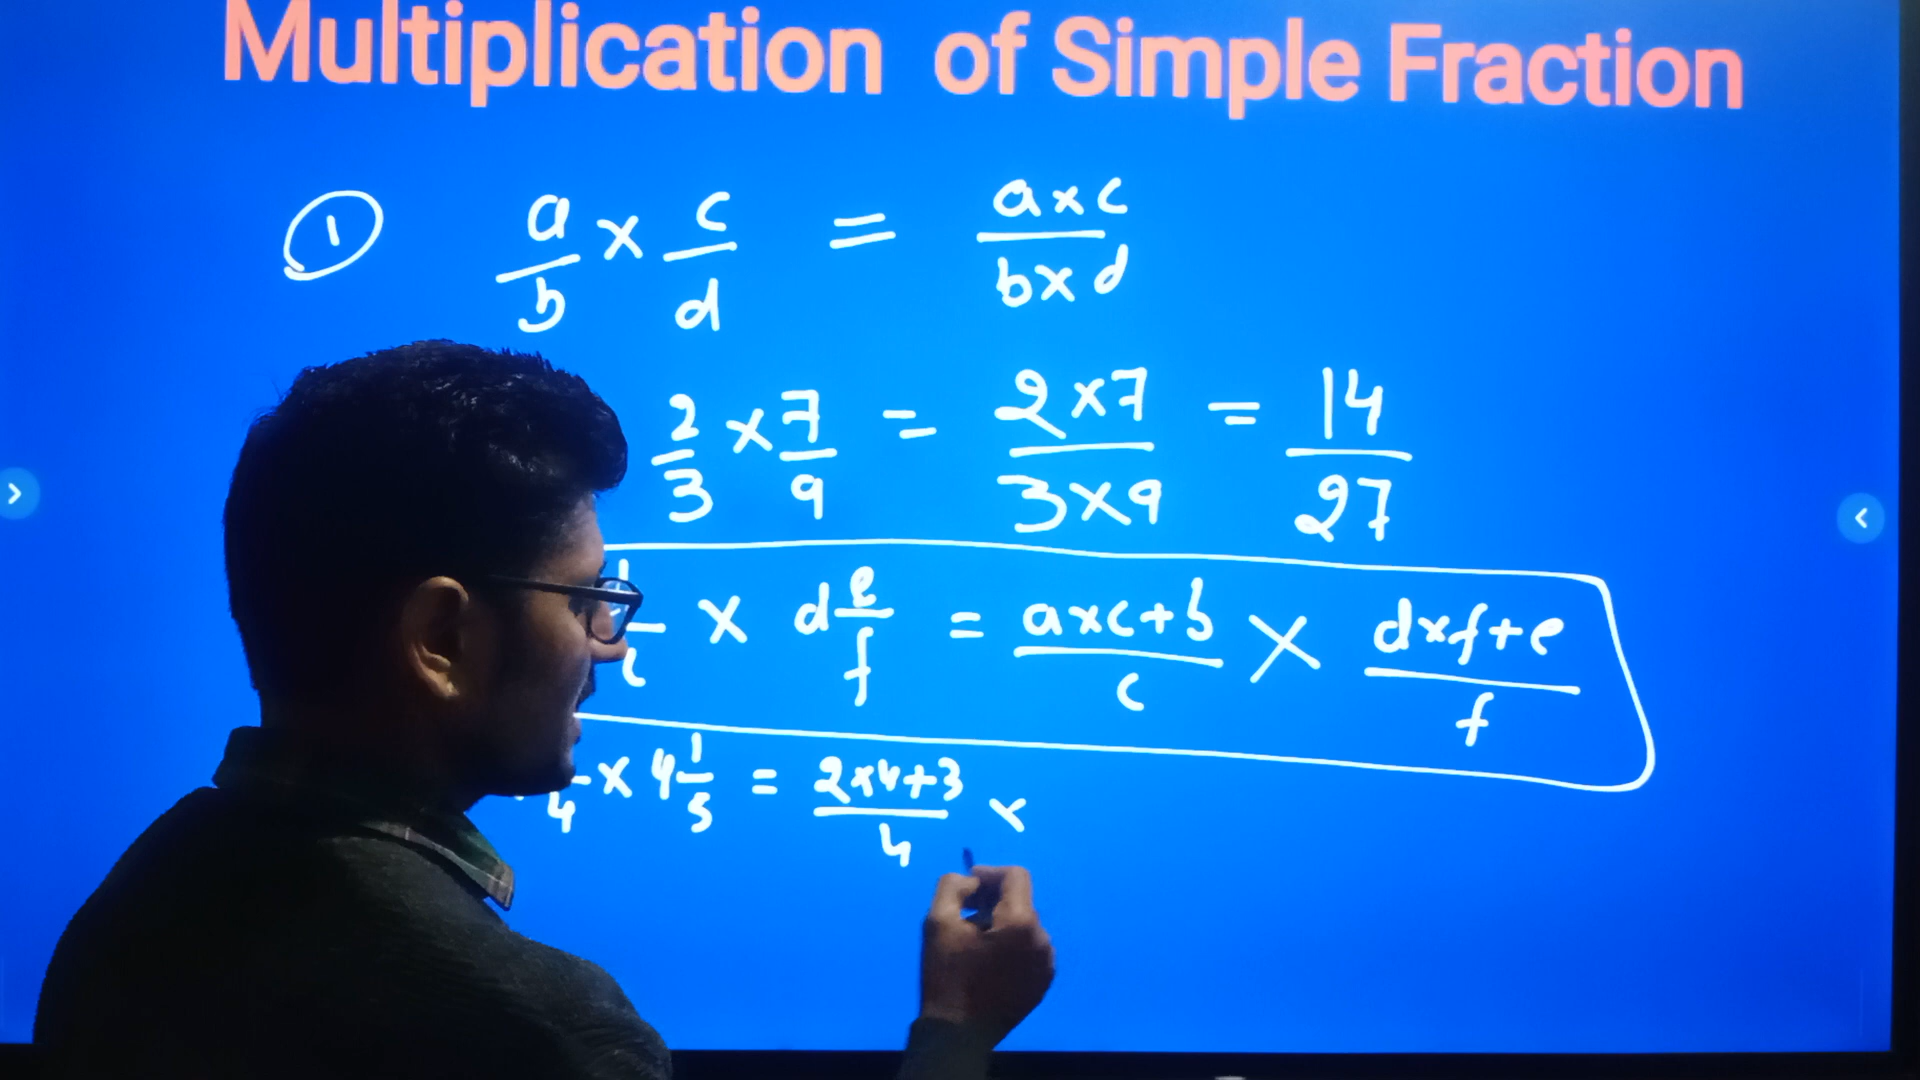 Multiplication of Simple Fraction
① a/b × c/d = a×c/b×d
2/3 × 7/9 = 2×7/3×9 = 14/27
× d e/f = a×c+b/c × d×f+e/f
/4 × 4 1/5 = 2×4+3/4 ×